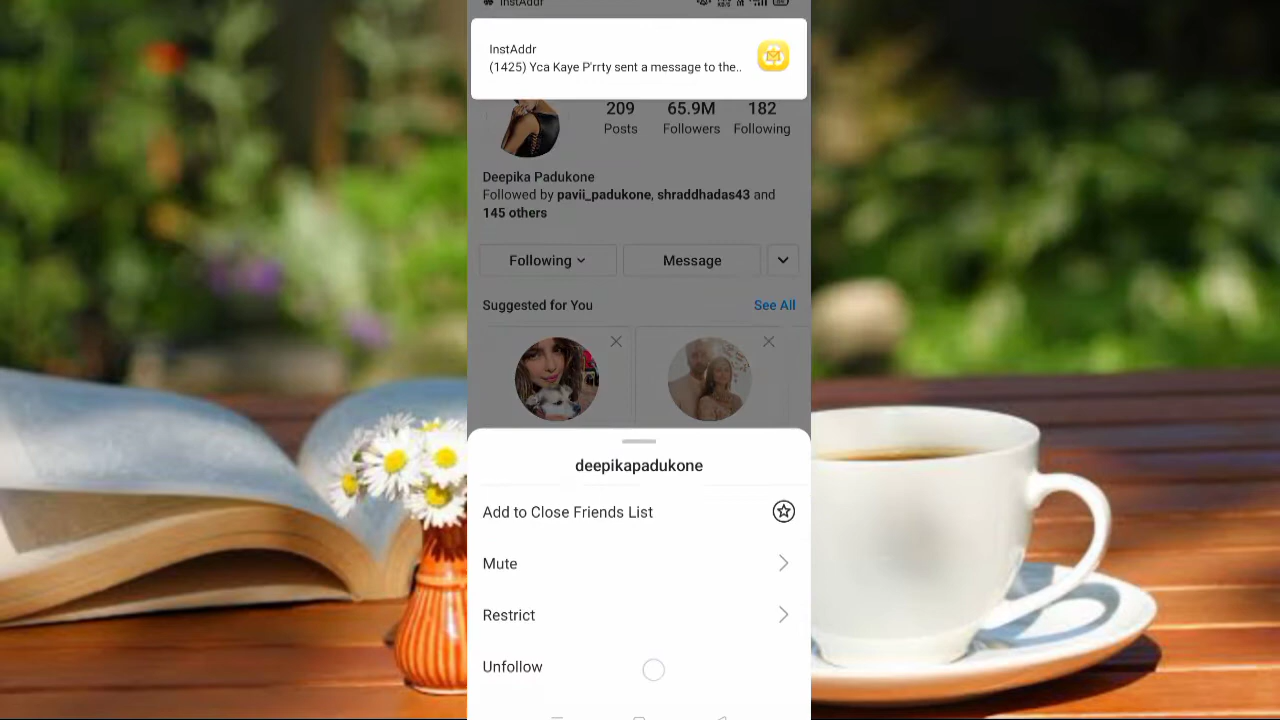 InstAddr
InstAddr
(1425) Yca Kaye P'rrty sent a message to the..
209 65.9M 182
Posts Followers Following
Deepika Padukone
Followed by pavii_padukone, shraddhadas43 and
145 others
Following Message
Suggested for You See All
deepikapadukone
Add to Close Friends List
Mute
Restrict
Unfollow